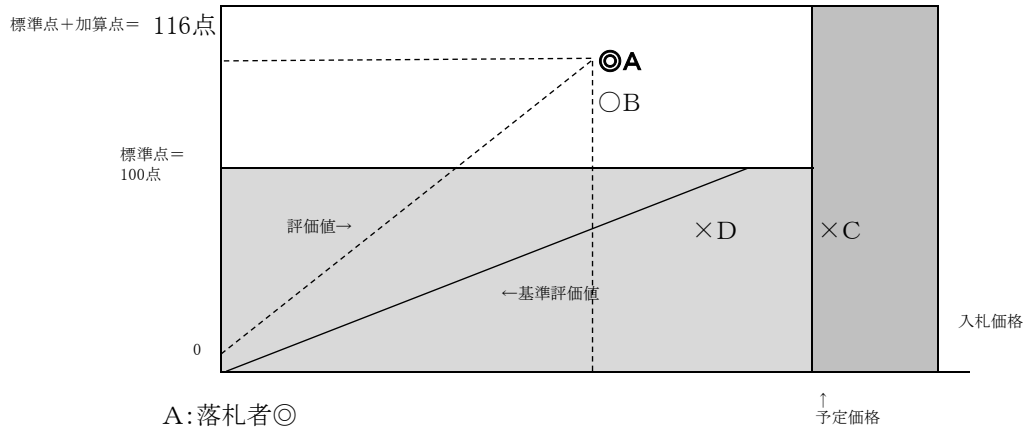 標準点+加算点= 116点
◎A
○B
標準点=
100点
評価値→
×D
×C
←基準評価値
入札価格
0
↑
予定価格
A:落札者◎